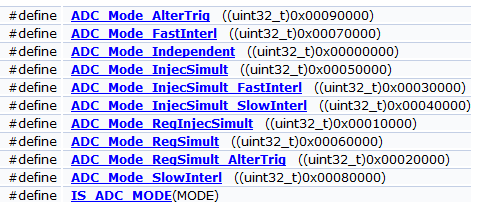 #define ADC_Mode_AlterTrig ((uint32_t)0x00090000)
#define ADC_Mode_FastInterl ((uint32_t)0x00070000)
#define ADC_Mode_Independent ((uint32_t)0x00000000)
#define ADC_Mode_InjecSimult ((uint32_t)0x00050000)
#define ADC_Mode_InjecSimult_FastInterl ((uint32_t)0x00030000)
#define ADC_Mode_InjecSimult_SlowInterl ((uint32_t)0x00040000)
#define ADC_Mode_RegInjecSimult ((uint32_t)0x00010000)
#define ADC_Mode_RegSimult ((uint32_t)0x00060000)
#define ADC_Mode_RegSimult_AlterTrig ((uint32_t)0x00020000)
#define ADC_Mode_SlowInterl ((uint32_t)0x00080000)
#define IS_ADC_MODE(MODE)